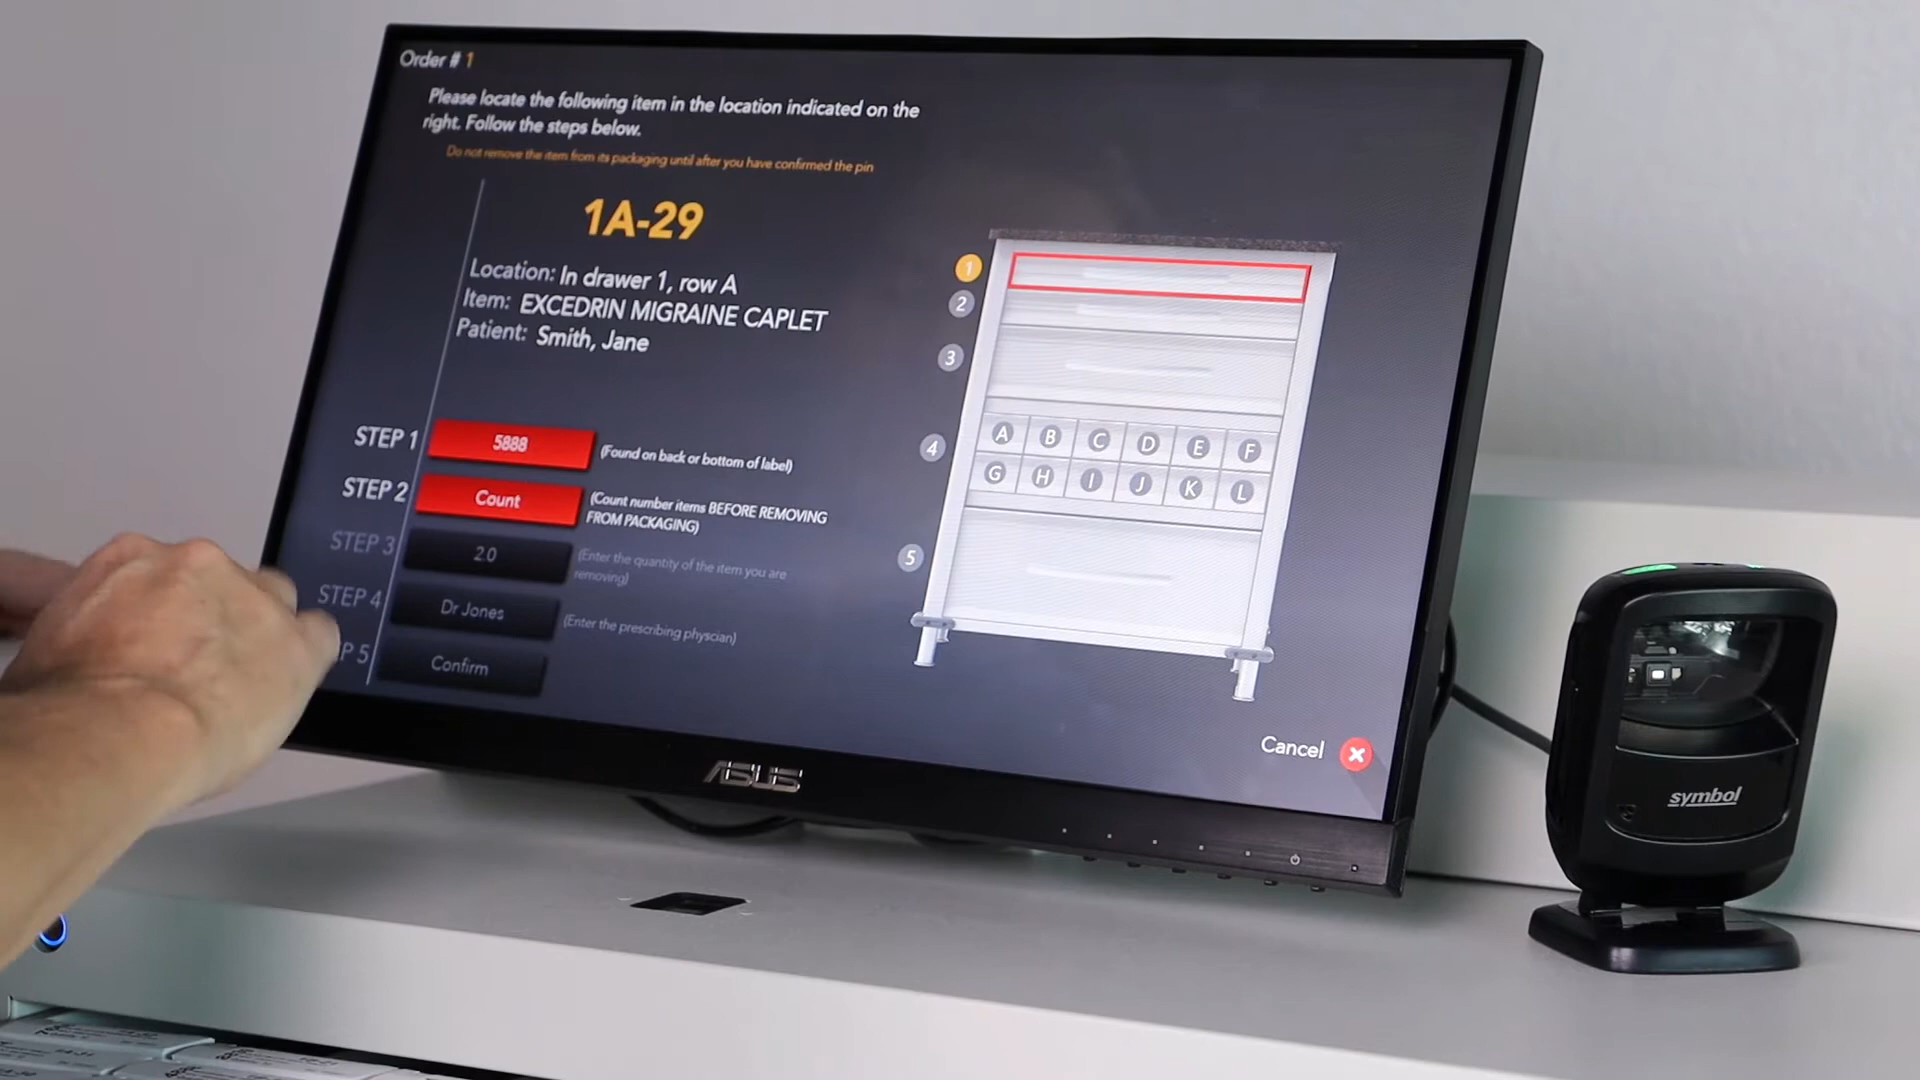 Order # 1
Please locate the following item in the location indicated on the
right. Follow the steps below.
Do not remove the item from its packaging until after you have confirmed the pin
1A-29
Location: In drawer 1, row A
Item: EXCEDRIN MIGRAINE CAPLET
Patient: Smith, Jane
STEP 1
5888
(Found on back or bottom of label)
STEP 2
Count
(Count number items BEFORE REMOVING
FROM PACKAGING)
STEP 3
2.0
(Enter the quantity of the item you are
removing)
STEP 4
Dr Jones
(Enter the prescribing physcian)
P 5
Confirm
1
2
3
4
A B C D E F
G H I J K L
5
Cancel
ASUS
symbol